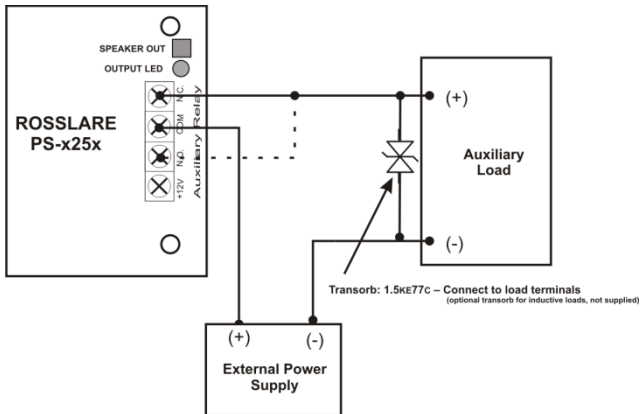 SPEAKER OUT
OUTPUT LED
ROSSLARE
PS-x25x
N.C.
COM
N.O.
+12V
Auxiliary Relay
(+)
Auxiliary
Load
(-)
Transorb: 1.5KE77C – Connect to load terminals
(optional transorb for inductive loads, not supplied)
(+)
(-)
External Power
Supply